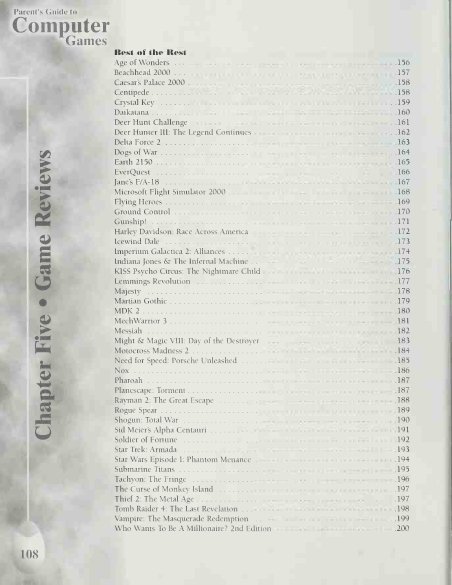 Parent's Guide to
Computer
Games
Chapter Five • Game Reviews
Best of the Rest
Age of Wonders 156
Beachhead 2000 157
Caesars Palace 2000 158
Centipede 158
Crystal Key 159
Daikatana 160
Deer Hunt Challenge 161
Deer Hunter III: The Legend Continues 162
Delta Force 2 163
Dogs of War 164
Earth 2150 165
EverQuest 166
Jane's F/A-18 167
Microsoft Flight Simulator 2000 168
Flying Heroes 169
Ground Control 170
Gunship! 171
Harley Davidson: Race Across America 172
Icewind Dale 173
Imperium Galactica 2: Alliances 174
Indiana Jones & The Infernal Machine 175
KISS Psycho Circus: The Nightmare Child 176
Lemmings Revolution 177
Majesty 178
Martian Gothic 179
MDK 2 180
MechWarrior 3 181
Messiah 182
Might & Magic VIII: Day of the Destroyer 183
Motocross Madness 2 184
Need for Speed: Porsche Unleashed 185
Nox 186
Pharoah 187
Planescape: Torment 187
Rayman 2: The Great Escape 188
Rogue Spear 189
Shogun: Total War 190
Sid Meier's Alpha Centauri 191
Soldier of Fortune 192
Star Trek: Armada 193
Star Wars Episode I: Phantom Menance 194
Submarine Titans 195
Tachyon: The Fringe 196
The Curse of Monkey Island 197
Thief 2: The Metal Age 197
Tomb Raider 4: The Last Revelation 198
Vampire: The Masquerade Redemption 199
Who Wants To Be A Millionaire? 2nd Edition 200
108